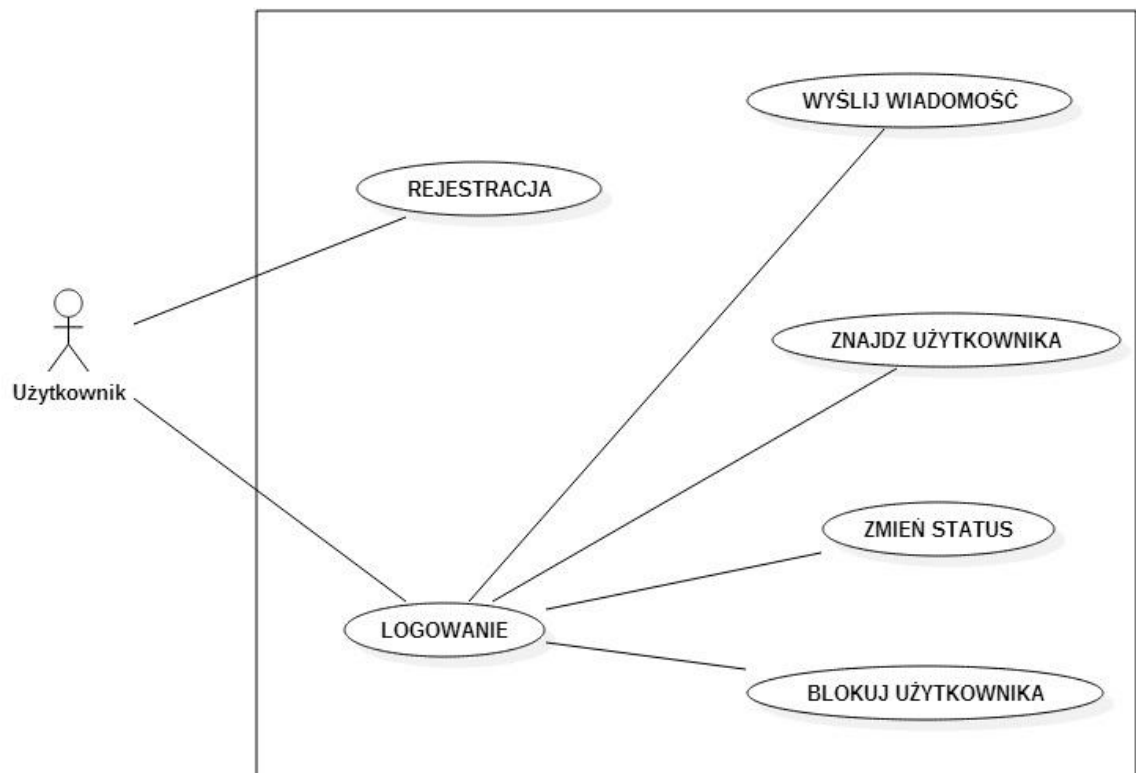 WYŚLIJ WIADOMOŚĆ
REJESTRACJA
ZNAJDZ UŻYTKOWNIKA
Użytkownik
ZMIEŃ STATUS
LOGOWANIE
BLOKUJ UŻYTKOWNIKA